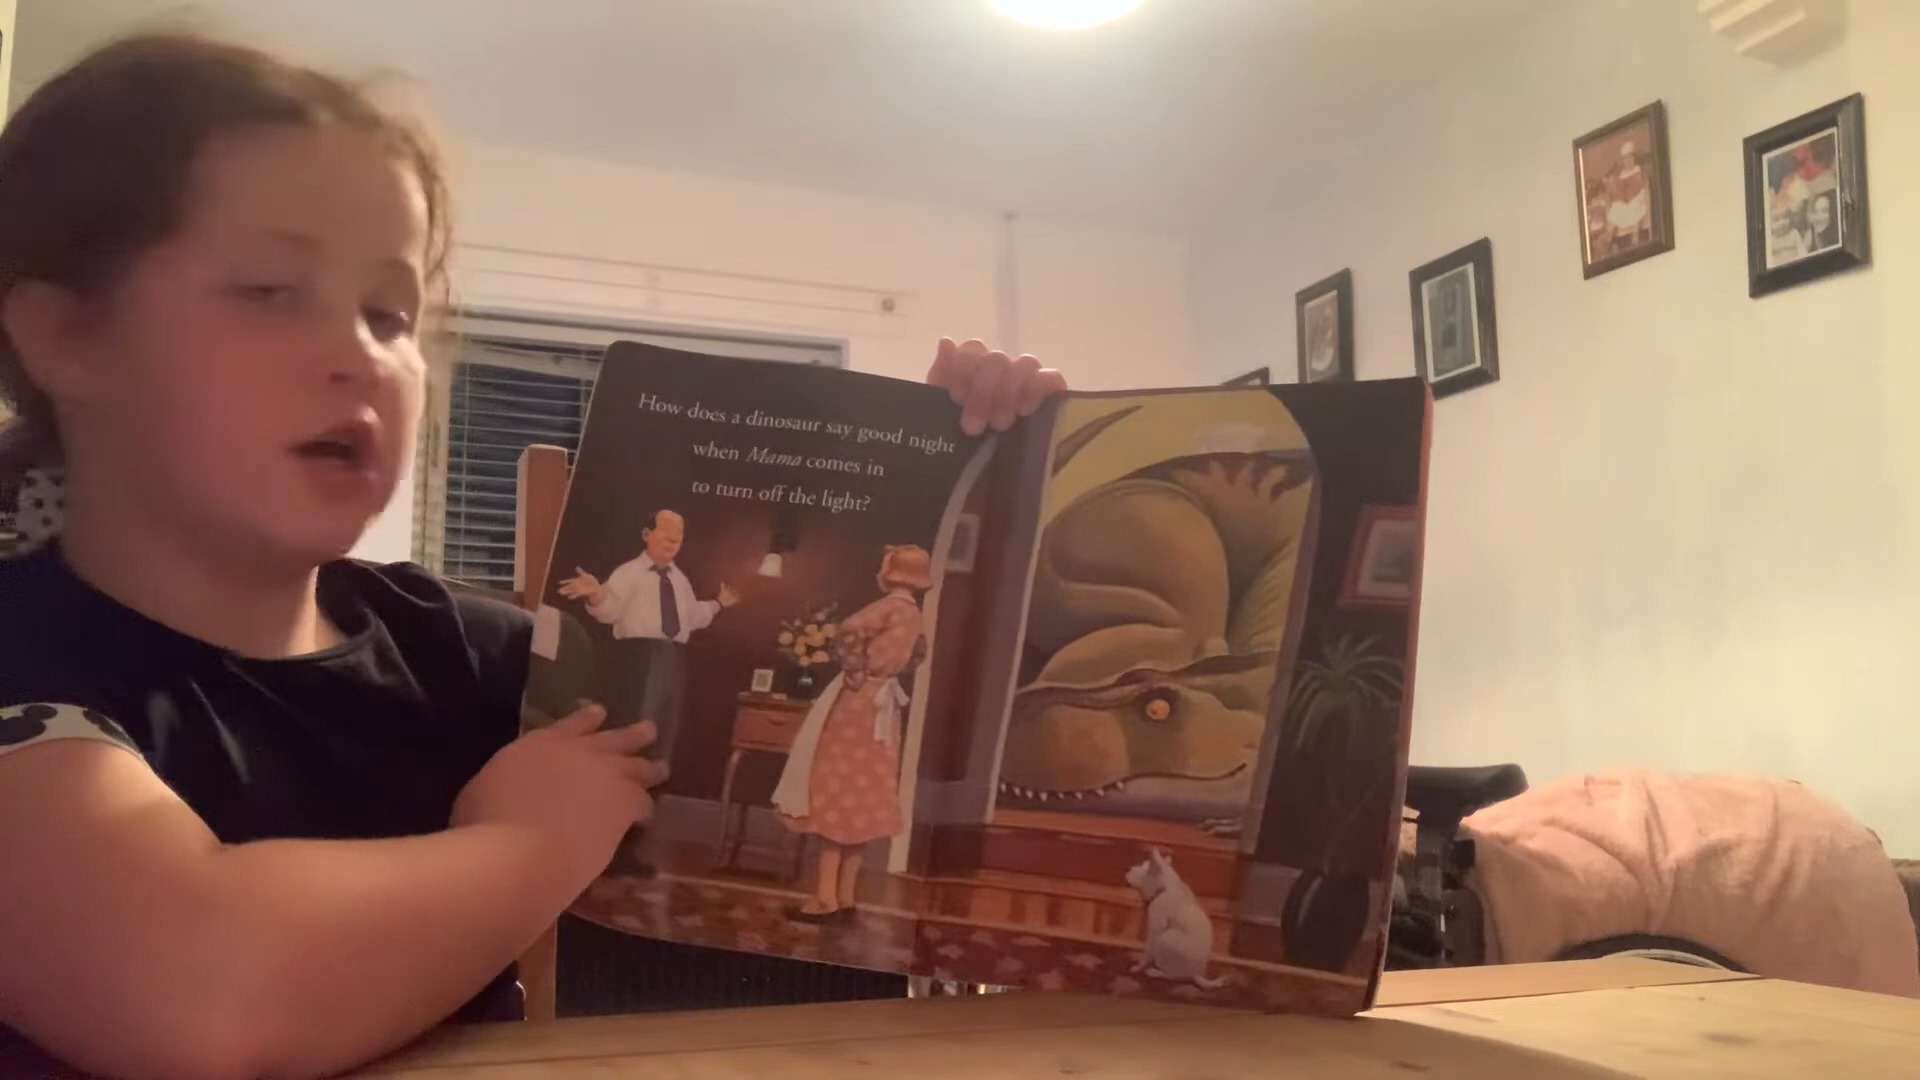 How does a dinosaur say good night
when Mama comes in
to turn off the light?